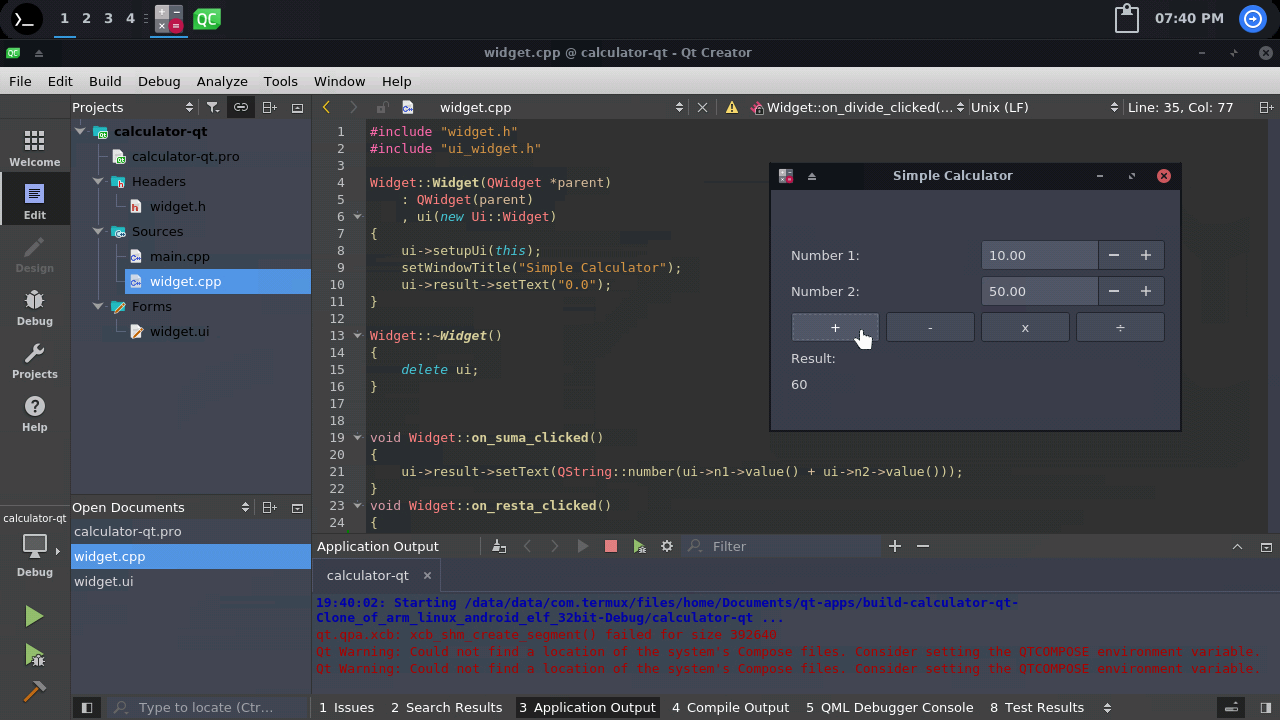 1 2 3 4 QC 07:40 PM
QC widget.cpp @ calculator-qt - Qt Creator
File Edit Build Debug Analyze Tools Window Help
Projects widget.cpp Widget::on_divide_clicked(... Unix (LF) Line: 35, Col: 77
Welcome
Edit
Design
Debug
Projects
Help
calculator-qt
Debug
calculator-qt
calculator-qt.pro
Headers
widget.h
Sources
main.cpp
widget.cpp
Forms
widget.ui
Open Documents
calculator-qt.pro
widget.cpp
widget.ui
1 #include "widget.h"
2 #include "ui_widget.h"
3
4 Widget::Widget(QWidget *parent)
5     : QWidget(parent)
6     , ui(new Ui::Widget)
7 {
8     ui->setupUi(this);
9     setWindowTitle("Simple Calculator");
10     ui->result->setText("0.0");
11 }
12
13 Widget::~Widget()
14 {
15     delete ui;
16 }
17
18
19 void Widget::on_suma_clicked()
20 {
21     ui->result->setText(QString::number(ui->n1->value() + ui->n2->value()));
22 }
23 void Widget::on_resta_clicked()
24 {
Simple Calculator
Number 1: 10.00 − +
Number 2: 50.00 − +
+ - x ÷
Result:
60
Application Output Filter + −
calculator-qt
19:40:02: Starting /data/data/com.termux/files/home/Documents/qt-apps/build-calculator-qt-
Clone_of_arm_linux_android_elf_32bit-Debug/calculator-qt ...
qt.qpa.xcb: xcb_shm_create_segment() failed for size 392640
Qt Warning: Could not find a location of the system's Compose files. Consider setting the QTCOMPOSE environment variable.
Qt Warning: Could not find a location of the system's Compose files. Consider setting the QTCOMPOSE environment variable.
Type to locate (Ctr... 1 Issues 2 Search Results 3 Application Output 4 Compile Output 5 QML Debugger Console 8 Test Results